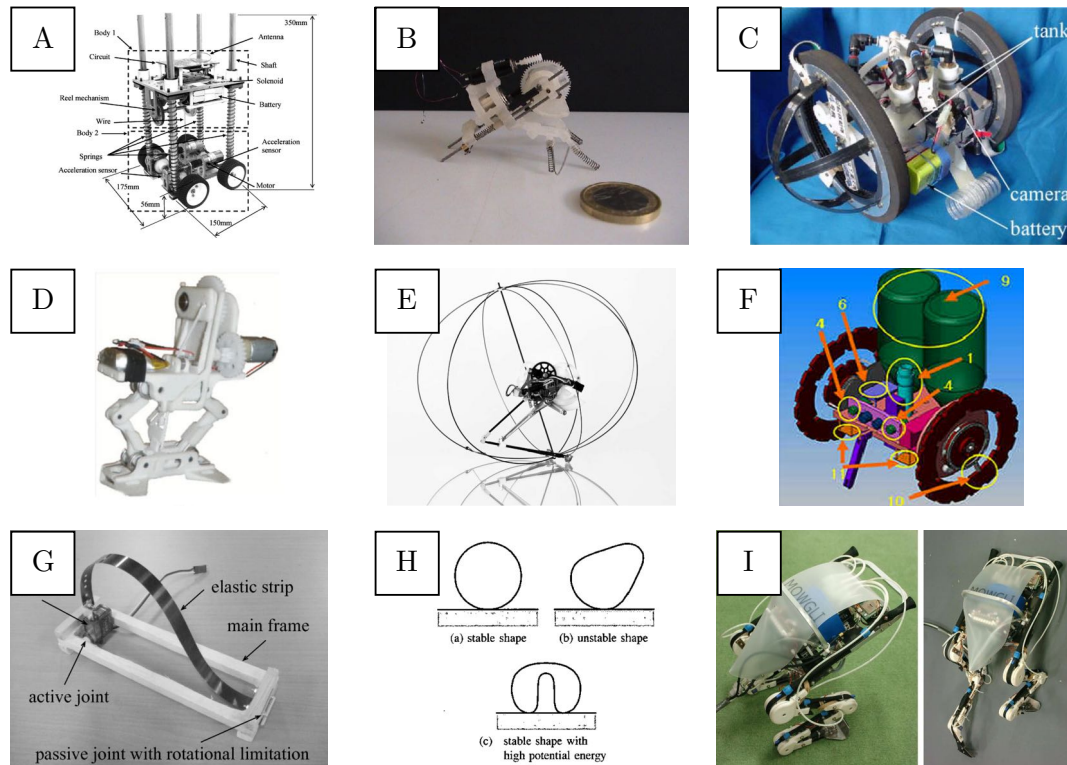 A
Body 1
350mm
Circuit
Antenna
Shaft
Solenoid
Reel mechanism
Battery
Wire
Body 2
Springs
Acceleration
sensor
Acceleration sensor
175mm
56mm
Motor
150mm
B
C
tank
camera
battery
D
E
F
9
6
4
1
4
11
10
G
elastic strip
main frame
active joint
passive joint with rotational limitation
H
(a) stable shape
(b) unstable shape
(c) stable shape with
high potential energy
I
MOWGLI
MOWGLI